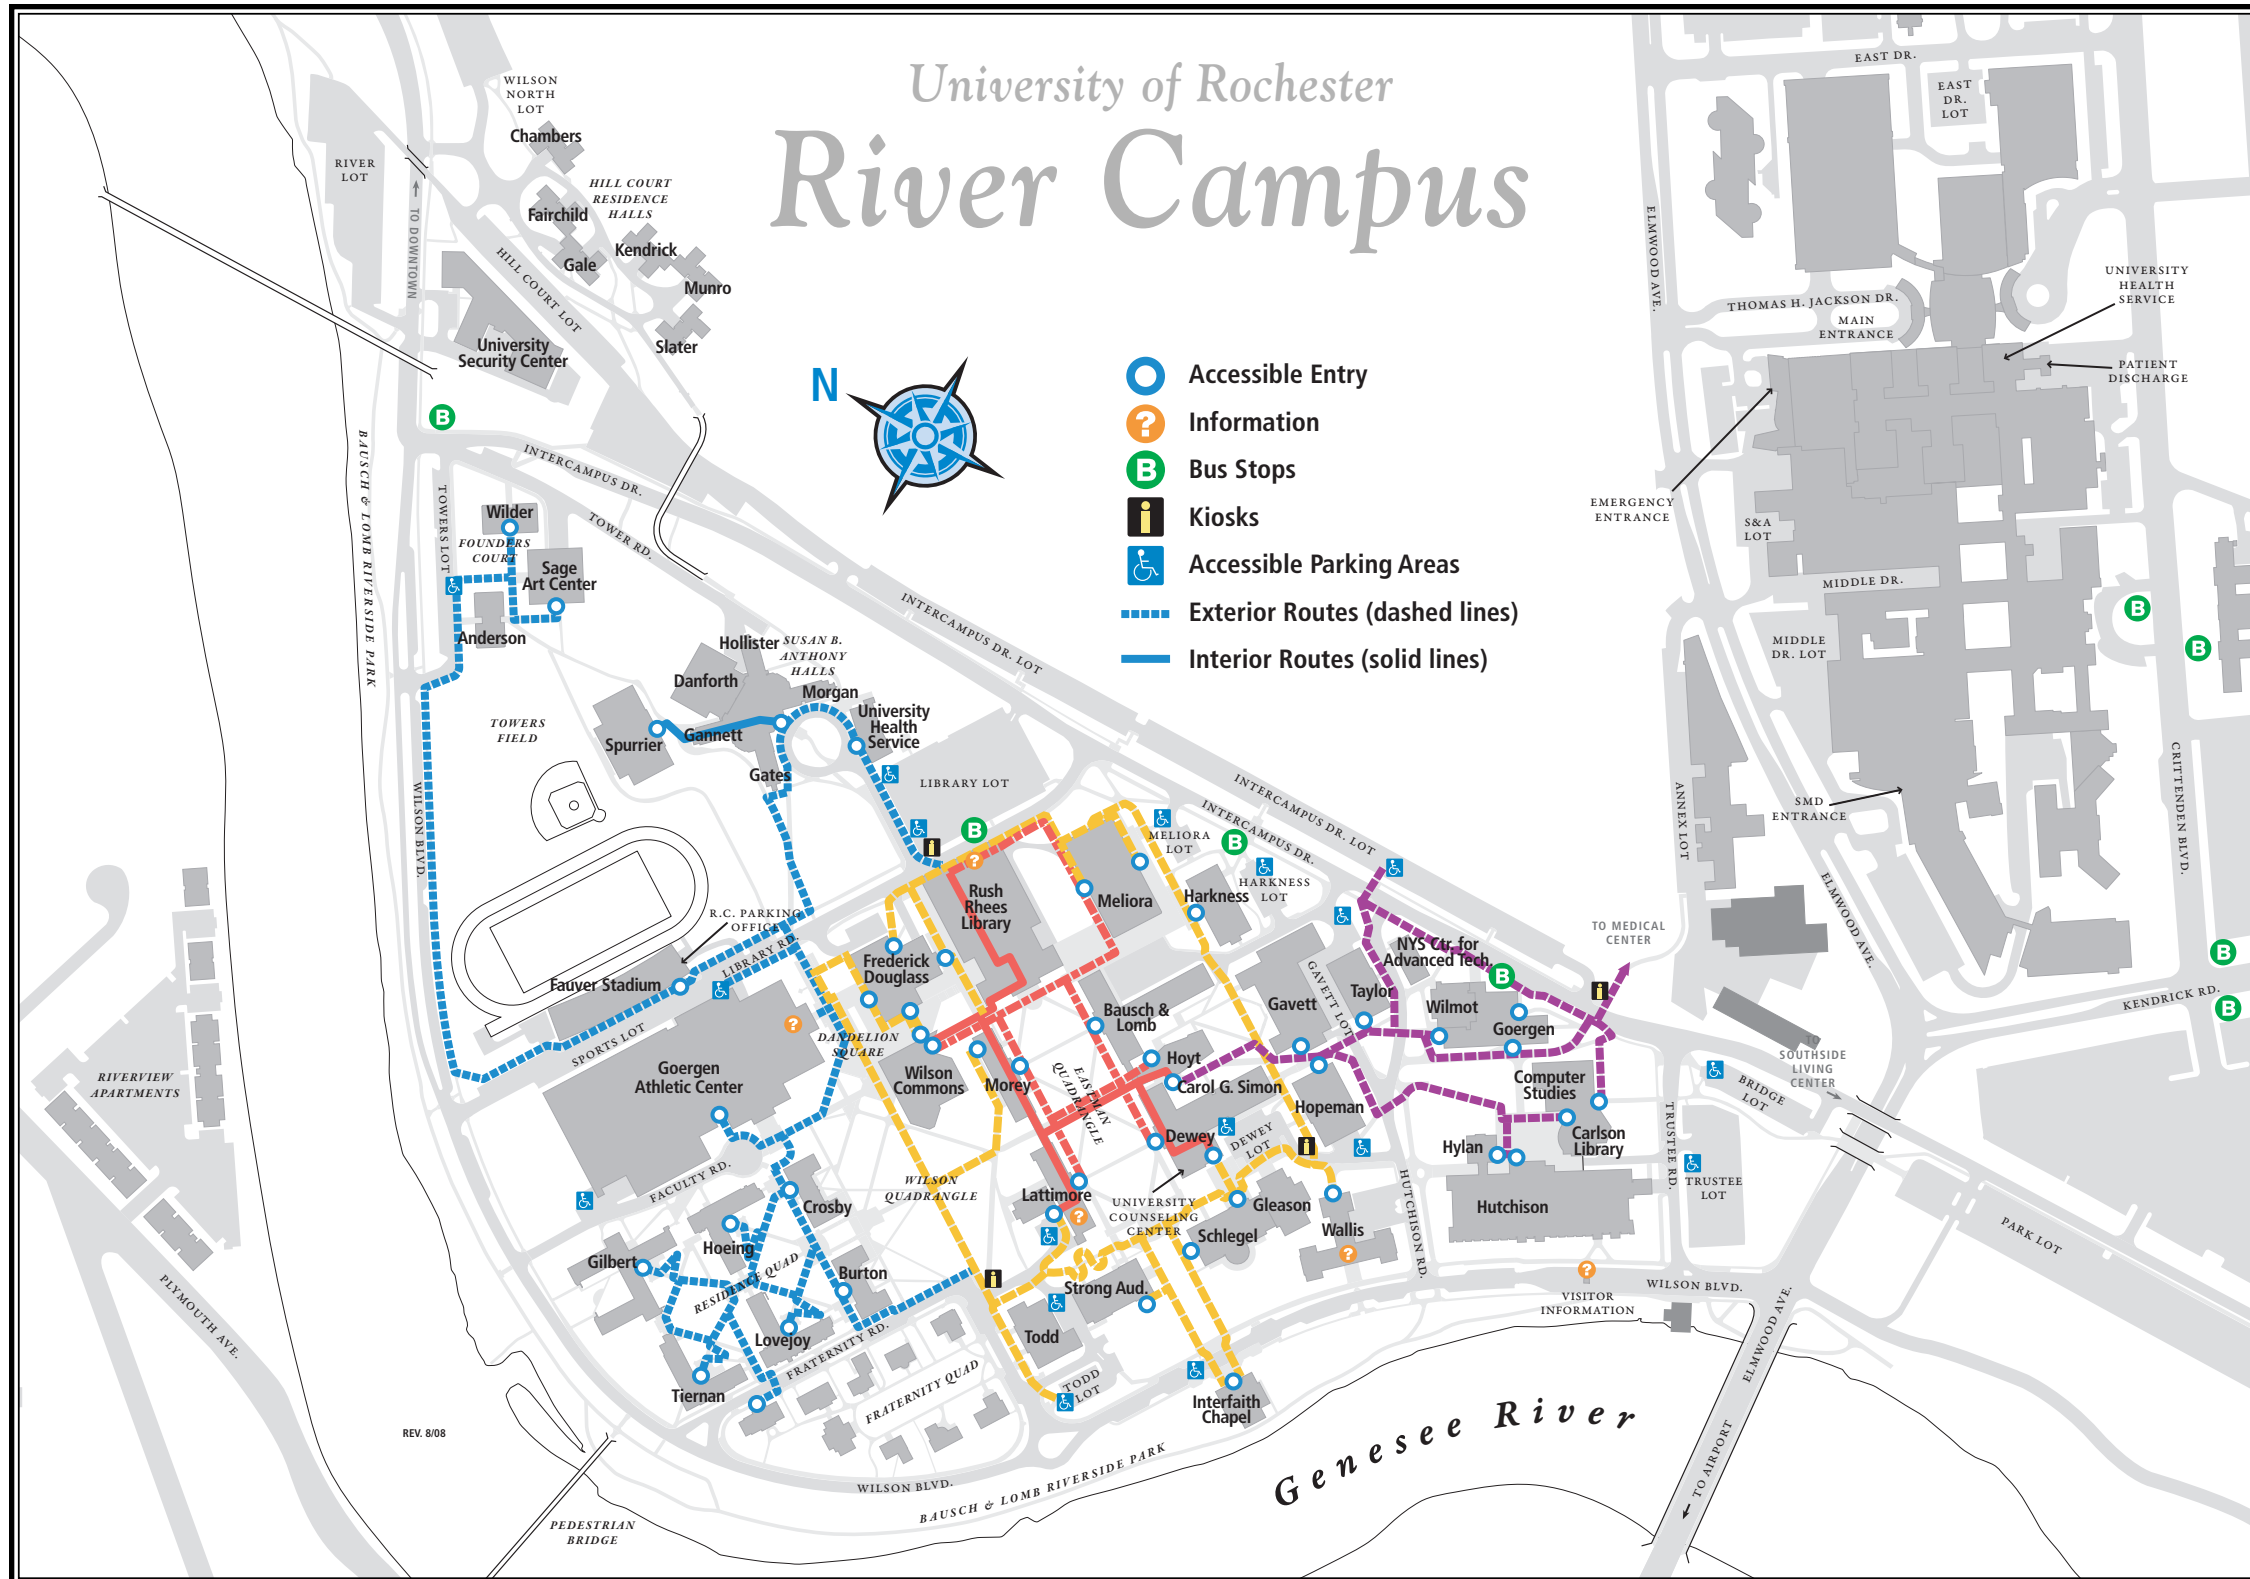 University of Rochester
River Campus
N
Accessible Entry
? Information
B Bus Stops
i Kiosks
Accessible Parking Areas
Exterior Routes (dashed lines)
Interior Routes (solid lines)
WILSON
NORTH
LOT
Chambers
RIVER
LOT
HILL COURT
RESIDENCE
HALLS
Fairchild
Kendrick
Gale
Munro
Slater
TO DOWNTOWN
HILL COURT LOT
University
Security Center
B
BAUSCH & LOMB RIVERSIDE PARK
INTERCAMPUS DR.
TOWERS LOT
TOWER RD.
Wilder
FOUNDERS
COURT
Sage
Art Center
Anderson
INTERCAMPUS DR. LOT
Hollister
SUSAN B.
ANTHONY
HALLS
Danforth
Morgan
University
Health
Service
Gannett
Spurrier
Gates
TOWERS
FIELD
WILSON BLVD.
LIBRARY LOT
B
?
i
R.C. PARKING
OFFICE
LIBRARY RD.
Fauver Stadium
SPORTS LOT
Rush
Rhees
Library
Meliora
MELIORA
LOT
B
INTERCAMPUS DR.
INTERCAMPUS DR. LOT
Harkness
HARKNESS
LOT
Frederick
Douglass
?
DANDELION
SQUARE
Goergen
Athletic Center
Wilson
Commons
Morey
EASTMAN
QUADRANGLE
Bausch &
Lomb
Hoyt
Carol G. Simon
Gavett
GAVETT LOT
Taylor
NYS Ctr. for
Advanced Tech.
B
Wilmot
Goergen
i
TO MEDICAL
CENTER
Hopeman
Computer
Studies
Carlson
Library
Hylan
Hutchison
HUTCHISON RD.
Dewey
DEWEY
LOT
i
UNIVERSITY
COUNSELING
CENTER
Lattimore
?
Gleason
Schlegel
Wallis
?
Strong Aud.
Todd
TODD
LOT
Interfaith
Chapel
WILSON
QUADRANGLE
i
FACULTY RD.
Crosby
Hoeing
Gilbert
RESIDENCE QUAD
Burton
Lovejoy
Tiernan
FRATERNITY RD.
FRATERNITY QUAD
WILSON BLVD.
BAUSCH & LOMB RIVERSIDE PARK
PEDESTRIAN
BRIDGE
REV. 8/08
RIVERVIEW
APARTMENTS
PLYMOUTH AVE.
Genesee River
?
VISITOR
INFORMATION
WILSON BLVD.
ELMWOOD AVE.
TO AIRPORT
PARK LOT
TRUSTEE RD.
TRUSTEE
LOT
BRIDGE
LOT
TO
SOUTHSIDE
LIVING
CENTER
EAST DR.
EAST
DR.
LOT
ELMWOOD AVE.
THOMAS H. JACKSON DR.
MAIN
ENTRANCE
UNIVERSITY
HEALTH
SERVICE
PATIENT
DISCHARGE
EMERGENCY
ENTRANCE
S&A
LOT
MIDDLE DR.
MIDDLE
DR. LOT
B
B
ANNEX LOT
SMD
ENTRANCE
ELMWOOD AVE.
CRITTENDEN BLVD.
B
KENDRICK RD.
B